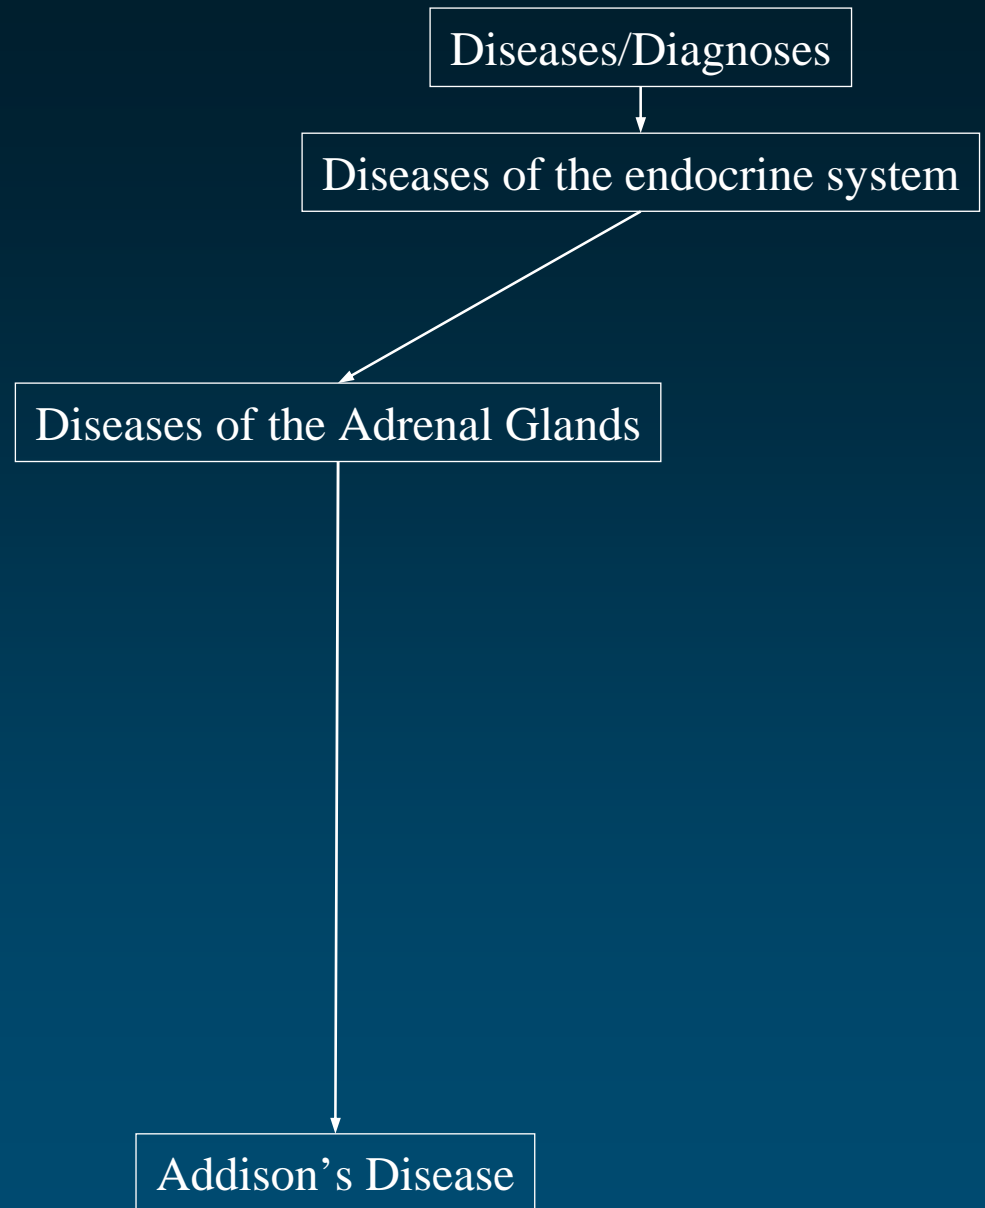 Diseases/Diagnoses
Diseases of the endocrine system
Diseases of the Adrenal Glands
Addison’s Disease